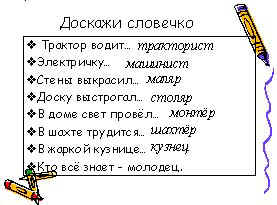 Доскажи словечко
❖ Трактор водит… тракторист
❖Электричку… машинист
❖Стены выкрасил… маляр
❖Доску выстрогал… столяр
❖В доме свет провёл… монтёр
❖В шахте трудится… шахтёр
❖В жаркой кузнице… кузнец
❖Кто всё знает – молодец.